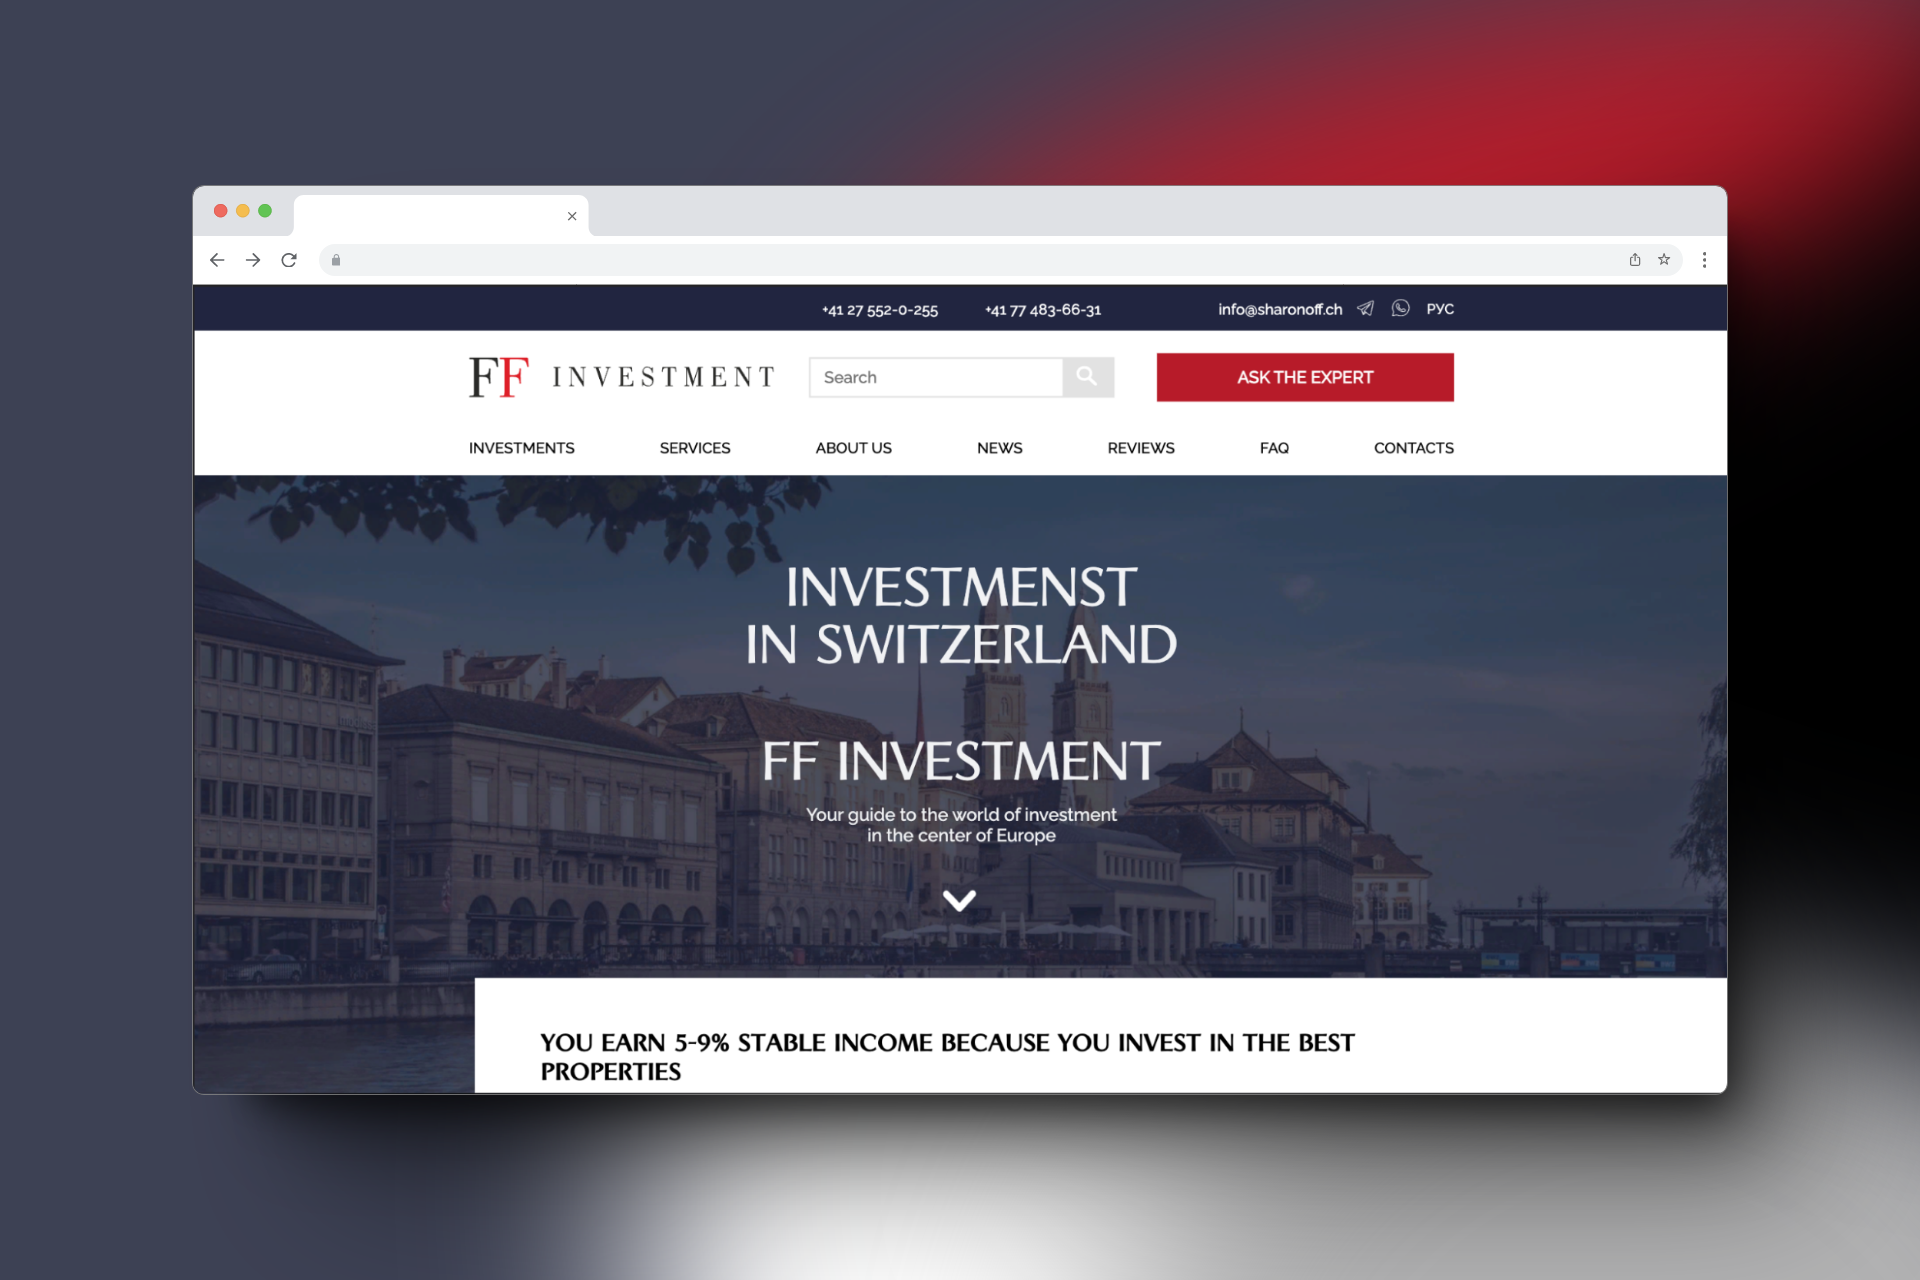 +41 27 552-0-255 +41 77 483-66-31 info@sharonoff.ch РУС
FF INVESTMENT Search ASK THE EXPERT
INVESTMENTS SERVICES ABOUT US NEWS REVIEWS FAQ CONTACTS
INVESTMENST
IN SWITZERLAND
FF INVESTMENT
Your guide to the world of investment
in the center of Europe
YOU EARN 5-9% STABLE INCOME BECAUSE YOU INVEST IN THE BEST
PROPERTIES